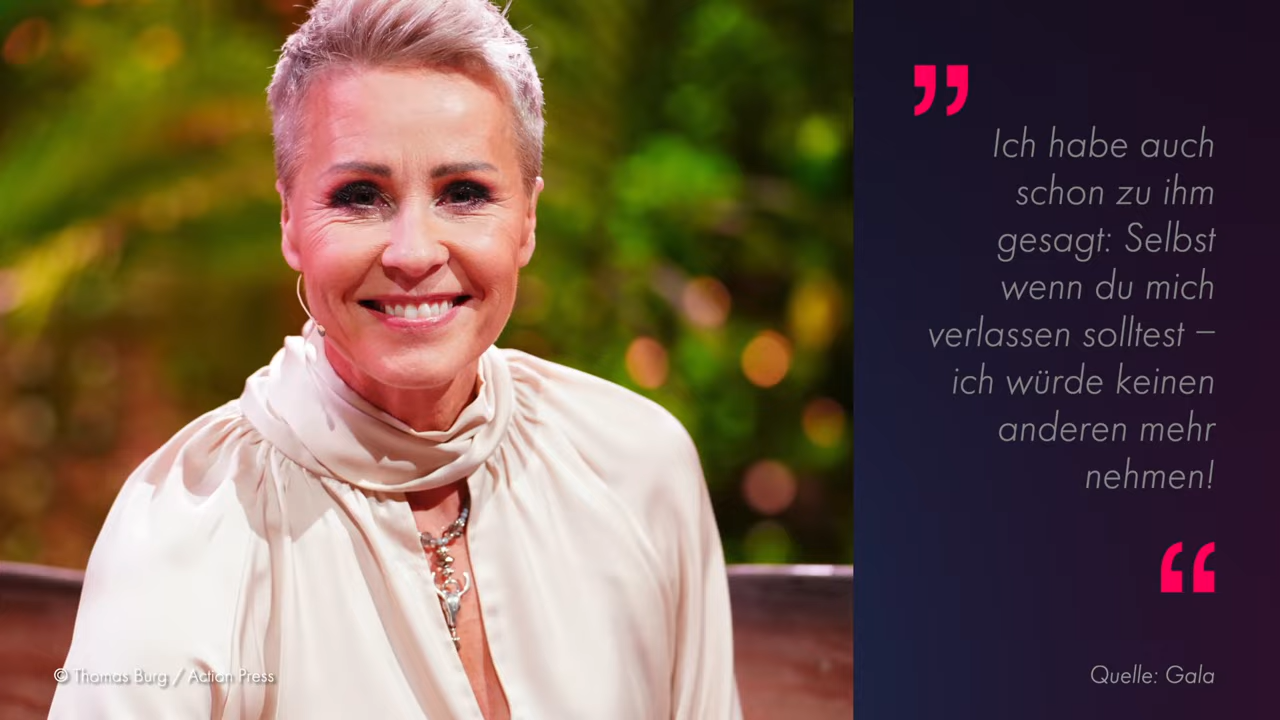 ”
Ich habe auch
schon zu ihm
gesagt: Selbst
wenn du mich
verlassen solltest –
ich würde keinen
anderen mehr
nehmen!
“
Quelle: Gala
© Thomas Burg / Action Press